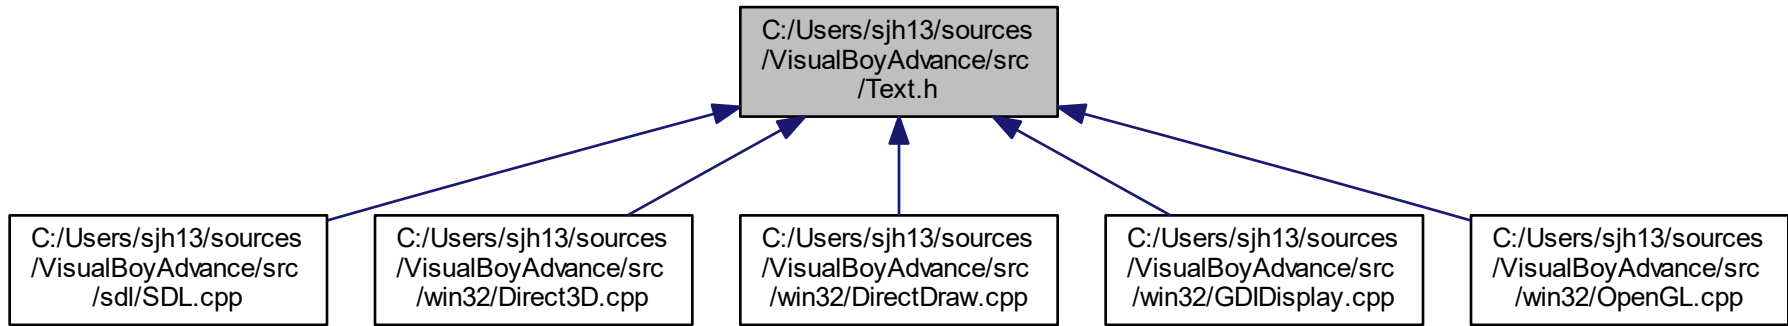 C:/Users/sjh13/sources
/VisualBoyAdvance/src
/Text.h
C:/Users/sjh13/sources
/VisualBoyAdvance/src
/sdl/SDL.cpp
C:/Users/sjh13/sources
/VisualBoyAdvance/src
/win32/Direct3D.cpp
C:/Users/sjh13/sources
/VisualBoyAdvance/src
/win32/DirectDraw.cpp
C:/Users/sjh13/sources
/VisualBoyAdvance/src
/win32/GDIDisplay.cpp
C:/Users/sjh13/sources
/VisualBoyAdvance/src
/win32/OpenGL.cpp